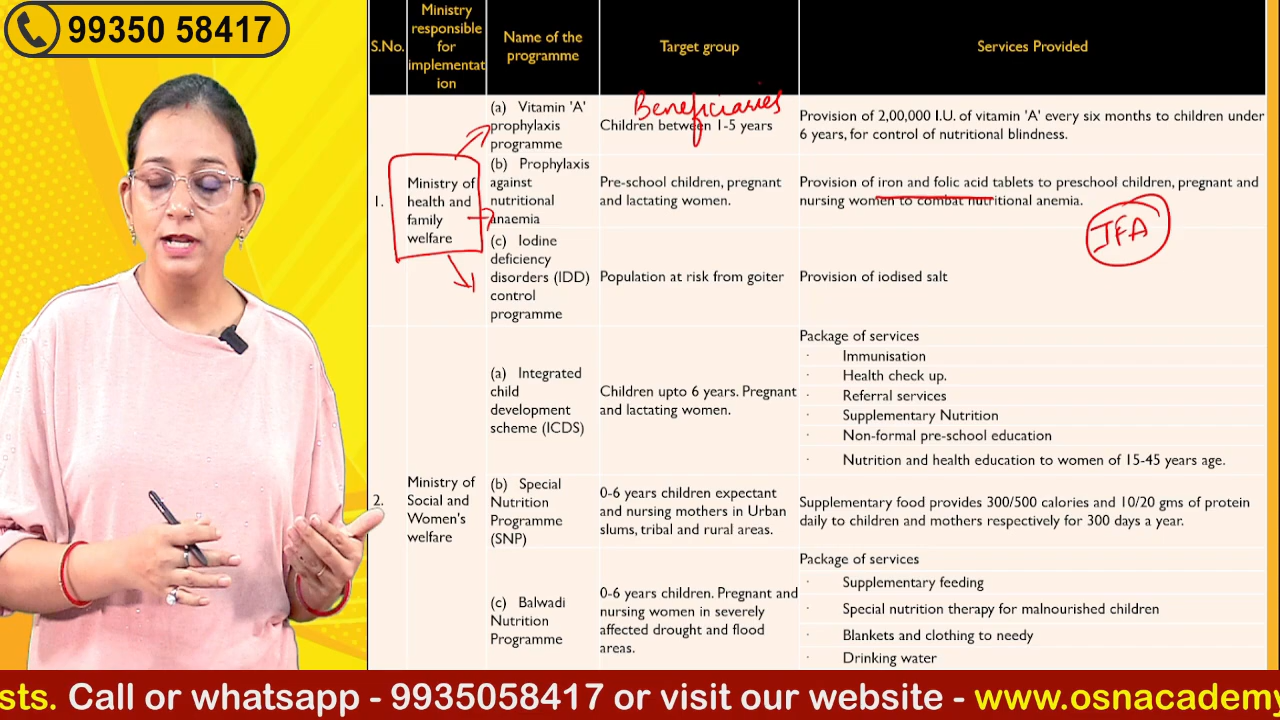 99350 58417
S.No.
Ministry
responsible
for
implementat
ion
Name of the
programme
Target group
Services Provided
1.
Ministry of
health and
family
welfare
(a) Vitamin 'A'
prophylaxis
programme
Beneficiaries
Children between 1-5 years
Provision of 2,00,000 I.U. of vitamin 'A' every six months to children under
6 years, for control of nutritional blindness.
(b) Prophylaxis
against
nutritional
anaemia
Pre-school children, pregnant
and lactating women.
Provision of iron and folic acid tablets to preschool children, pregnant and
nursing women to combat nutritional anemia.
IFA
(c) Iodine
deficiency
disorders (IDD)
control
programme
Population at risk from goiter
Provision of iodised salt
2.
Ministry of
Social and
Women's
welfare
(a) Integrated
child
development
scheme (ICDS)
Children upto 6 years. Pregnant
and lactating women.
Package of services
· Immunisation
· Health check up.
· Referral services
· Supplementary Nutrition
· Non-formal pre-school education
· Nutrition and health education to women of 15-45 years age.
(b) Special
Nutrition
Programme
(SNP)
0-6 years children expectant
and nursing mothers in Urban
slums, tribal and rural areas.
Supplementary food provides 300/500 calories and 10/20 gms of protein
daily to children and mothers respectively for 300 days a year.
(c) Balwadi
Nutrition
Programme
0-6 years children. Pregnant and
nursing women in severely
affected drought and flood
areas.
Package of services
· Supplementary feeding
· Special nutrition therapy for malnourished children
· Blankets and clothing to needy
· Drinking water
sts. Call or whatsapp - 9935058417 or visit our website - www.osnacademy